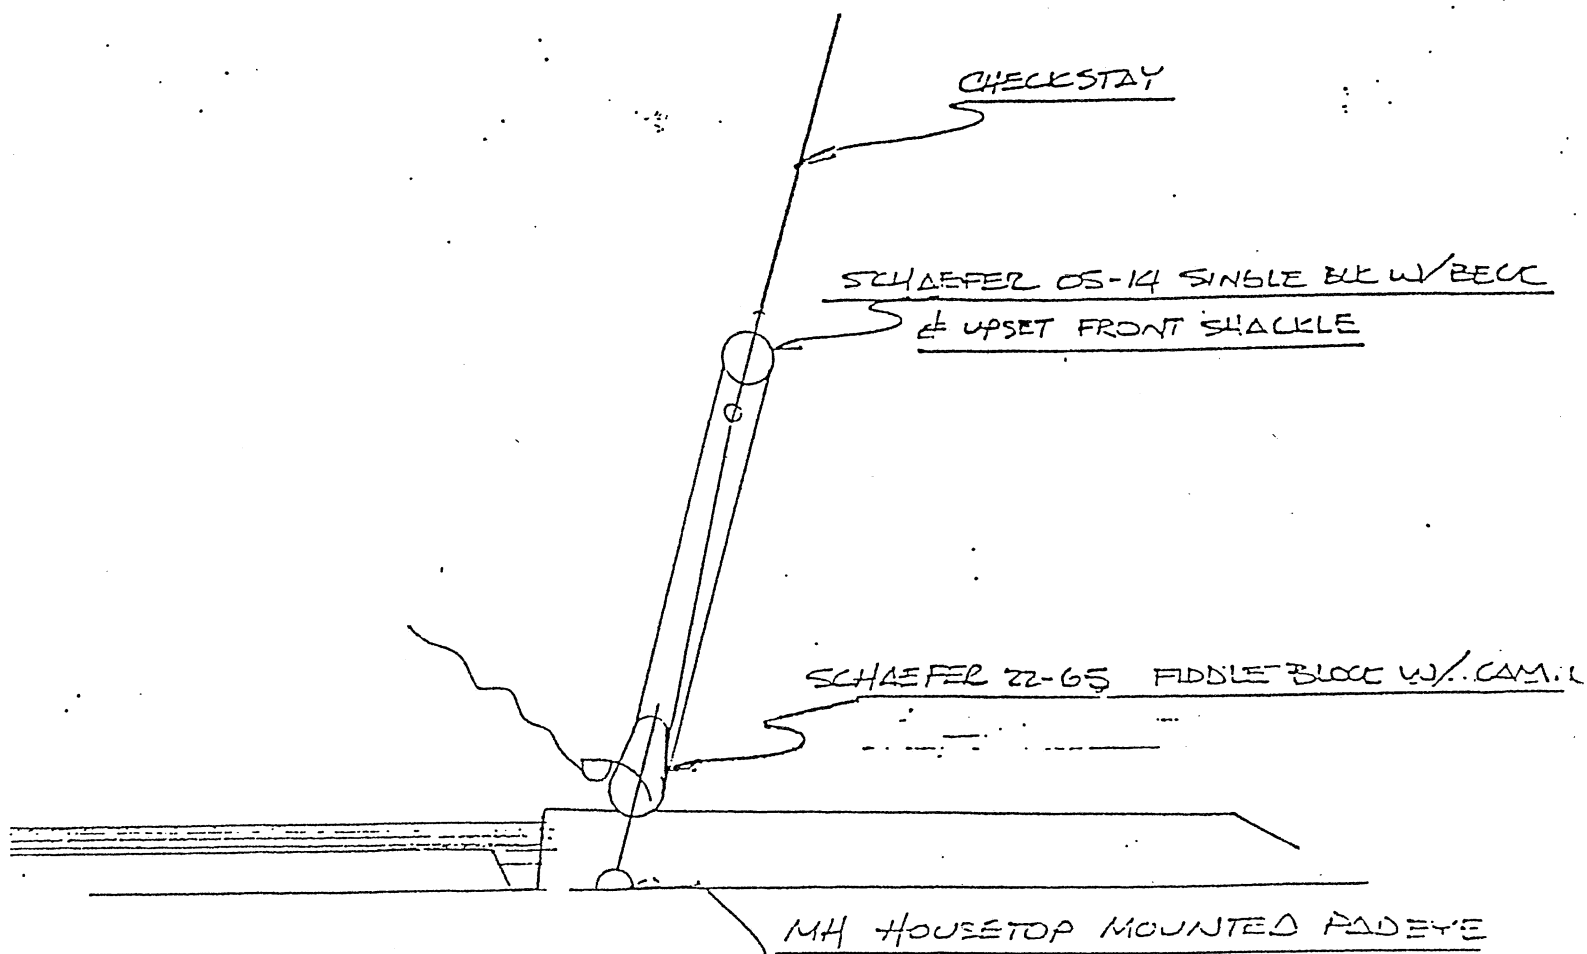 CHECKSTAY
SCHAEFER 05-14 SINGLE BLK W/BECK
& UPSET FRONT SHACKLE
SCHAEFER 22-65 FIDDLE BLOCK W/. CAM.
MH HOUSETOP MOUNTED PADEYE